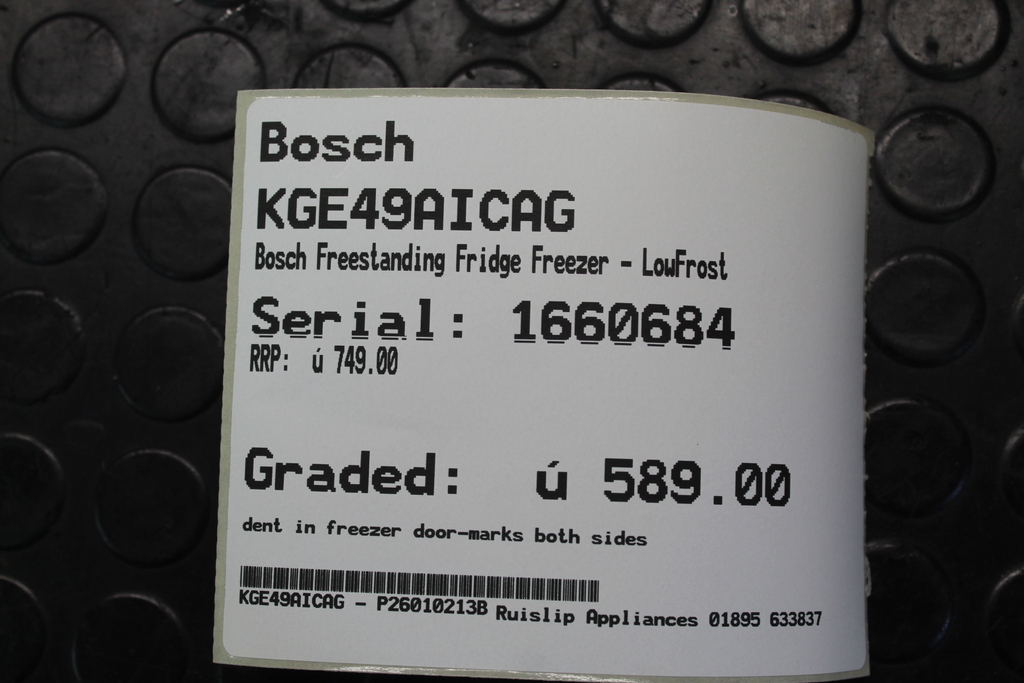 Bosch
KGE49AICAG
Bosch Freestanding Fridge Freezer - LowFrost
Serial: 1660684
RRP: ú 749.00
Graded: ú 589.00
dent in freezer door-marks both sides
KGE49AICAG - P26010213B Ruislip Appliances 01895 633837